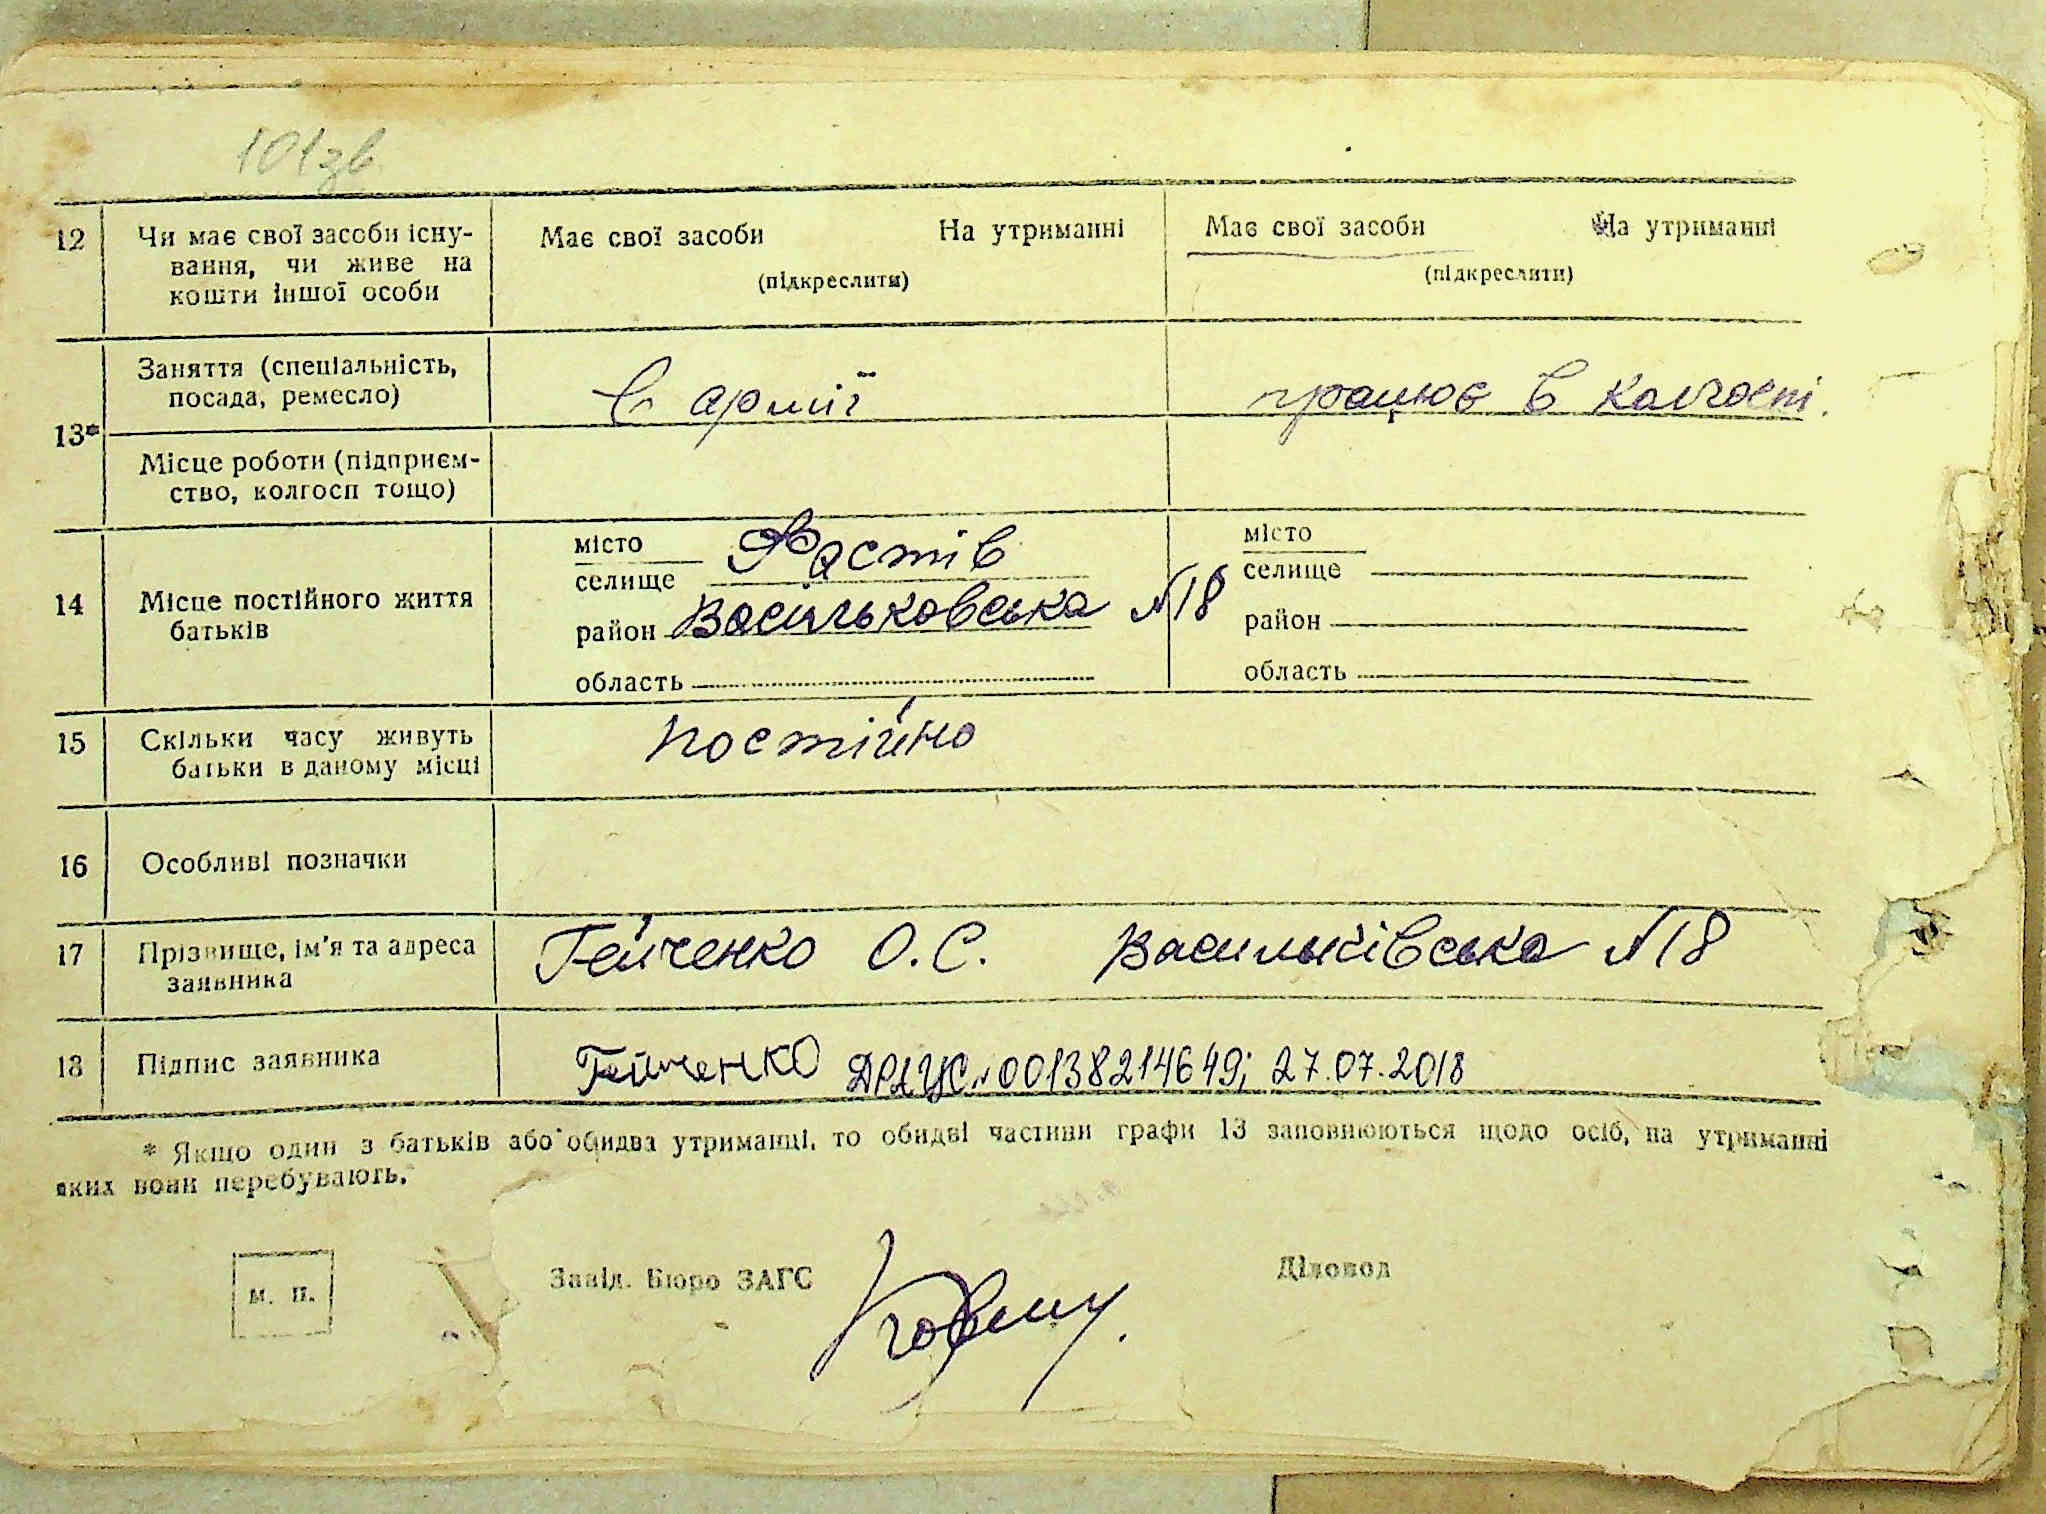 101зв
12 Чи має свої засоби існу- Має свої засоби На утриманні Має свої засоби На утриманні
вання, чи живе на (підкреслити) (підкреслити)
кошти іншої особи
Заняття (спеціальність,
посада, ремесло) в армії працює в колгоспі.
13*
Місце роботи (підприєм-
ство, колгосп тощо)
місто Фастів місто
селище селище
14 Місце постійного життя
батьків
район Васильковська №18 район
область область
15 Скільки часу живуть постійно
батьки в даному місці
16 Особливі позначки
17 Прізвище, ім'я та адреса Гейченко О.С. Васильківська №18
заявника
18 Підпис заявника Гейченко ДРАЦС №00138214649; 27.07.2018
* Якщо один з батьків або обидва утриманці, то обидві частини графи 13 заповнюються щодо осіб, на утриманні
яких вони перебувають.
м. п. Завід. Бюро ЗАГС Діловод